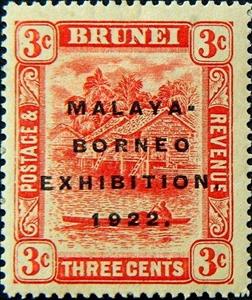 3c BRUNEI 3c
POSTAGE & REVENUE
MALAYA-
BORNEO
EXHIBITION,
1922.
3c THREE CENTS 3c